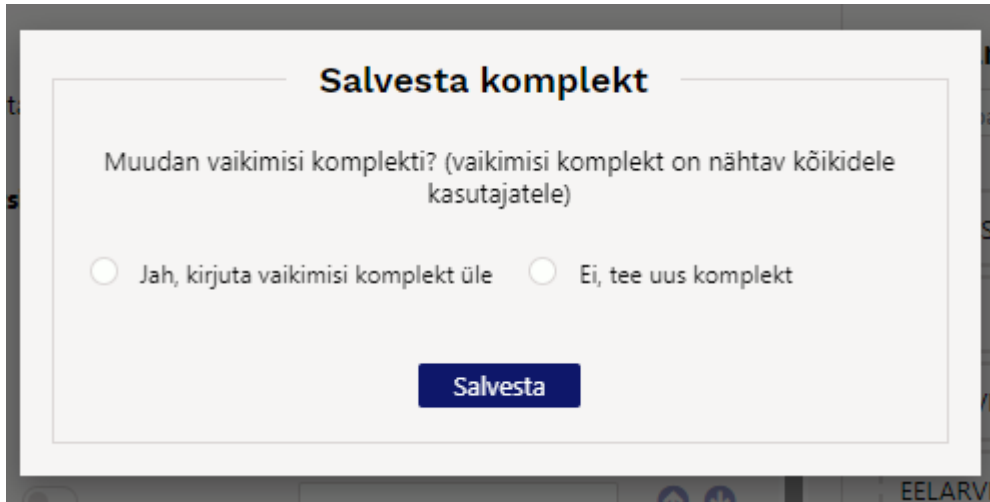 Salvesta komplekt
Muudan vaikimisi komplekti? (vaikimisi komplekt on nähtav kõikidele
kasutajatele)
Jah, kirjuta vaikimisi komplekt üle
Ei, tee uus komplekt
Salvesta